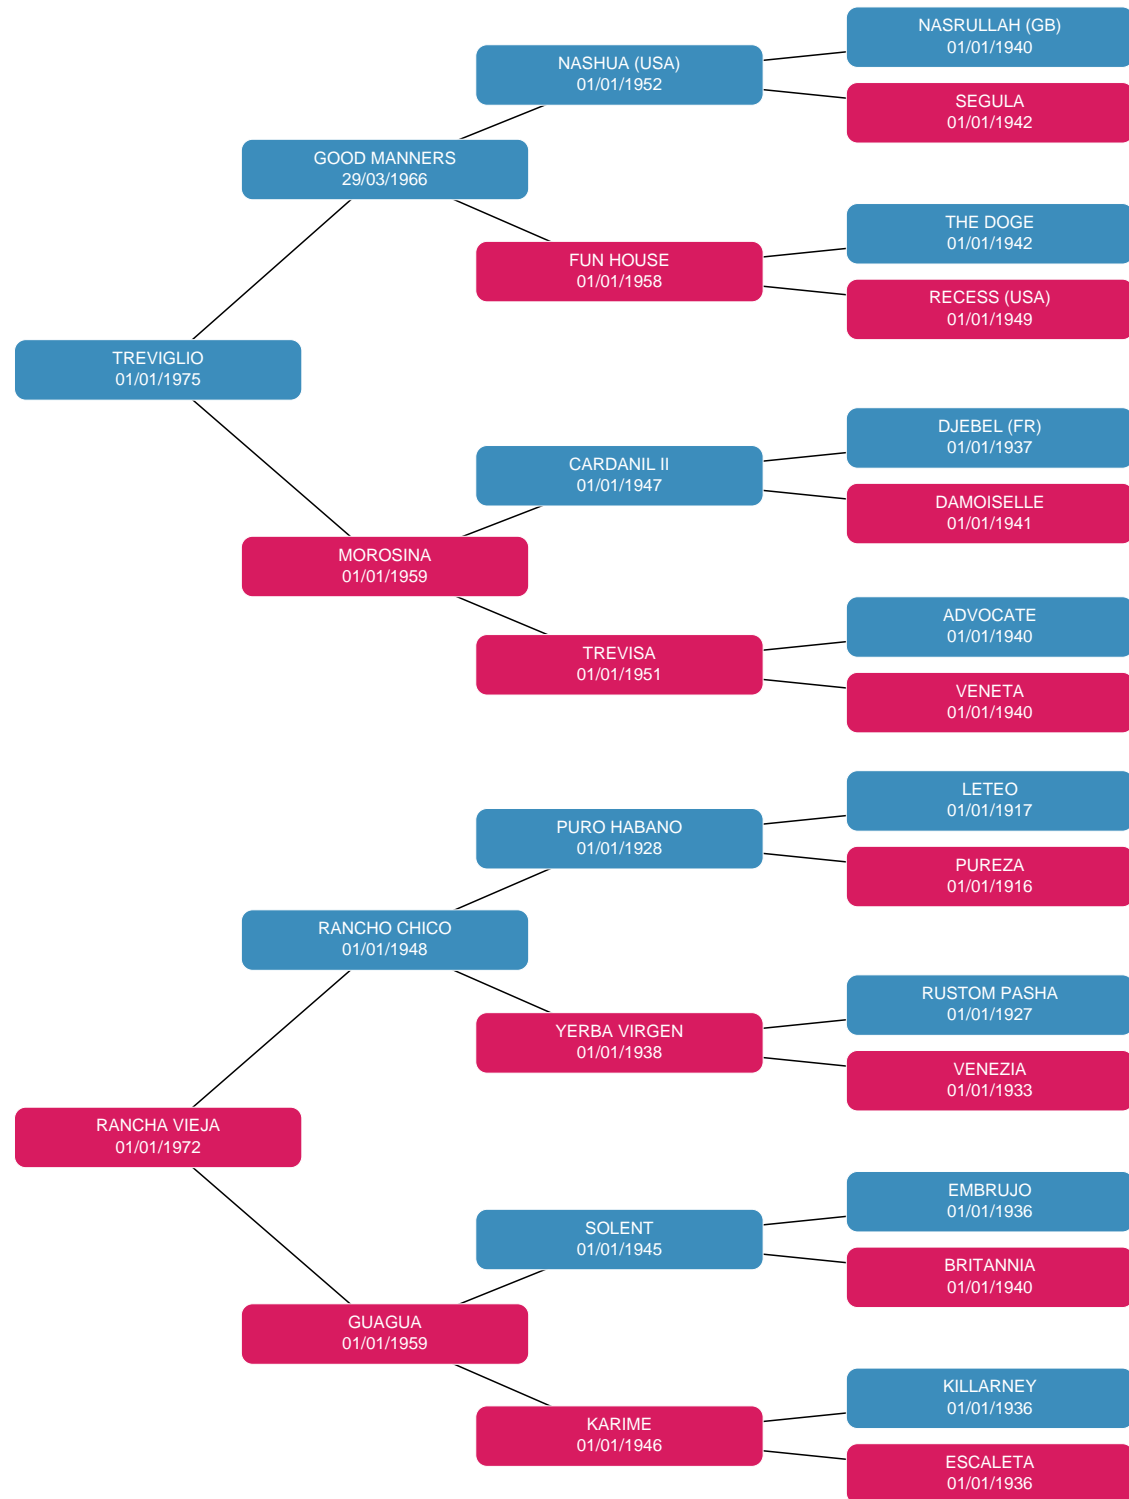 NASRULLAH (GB)
01/01/1940
NASHUA (USA)
01/01/1952
SEGULA
01/01/1942
GOOD MANNERS
29/03/1966
THE DOGE
01/01/1942
FUN HOUSE
01/01/1958
RECESS (USA)
01/01/1949
TREVIGLIO
01/01/1975
DJEBEL (FR)
01/01/1937
CARDANIL II
01/01/1947
DAMOISELLE
01/01/1941
MOROSINA
01/01/1959
ADVOCATE
01/01/1940
TREVISA
01/01/1951
VENETA
01/01/1940
LETEO
01/01/1917
PURO HABANO
01/01/1928
PUREZA
01/01/1916
RANCHO CHICO
01/01/1948
RUSTOM PASHA
01/01/1927
YERBA VIRGEN
01/01/1938
VENEZIA
01/01/1933
RANCHA VIEJA
01/01/1972
EMBRUJO
01/01/1936
SOLENT
01/01/1945
BRITANNIA
01/01/1940
GUAGUA
01/01/1959
KILLARNEY
01/01/1936
KARIME
01/01/1946
ESCALETA
01/01/1936